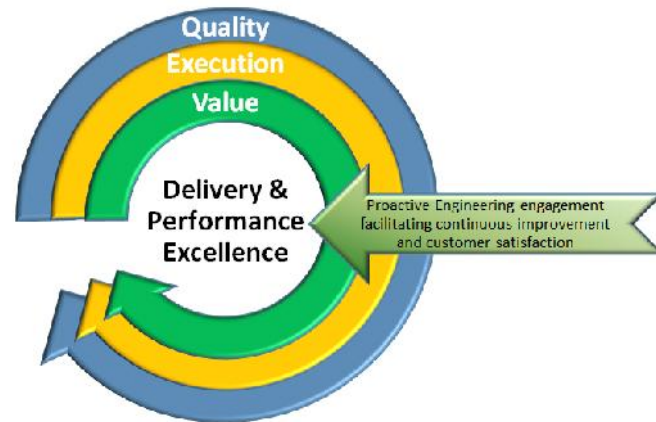 Quality
Execution
Value
Delivery &
Performance
Excellence
Proactive Engineering engagement
facilitating continuous improvement
and customer satisfaction